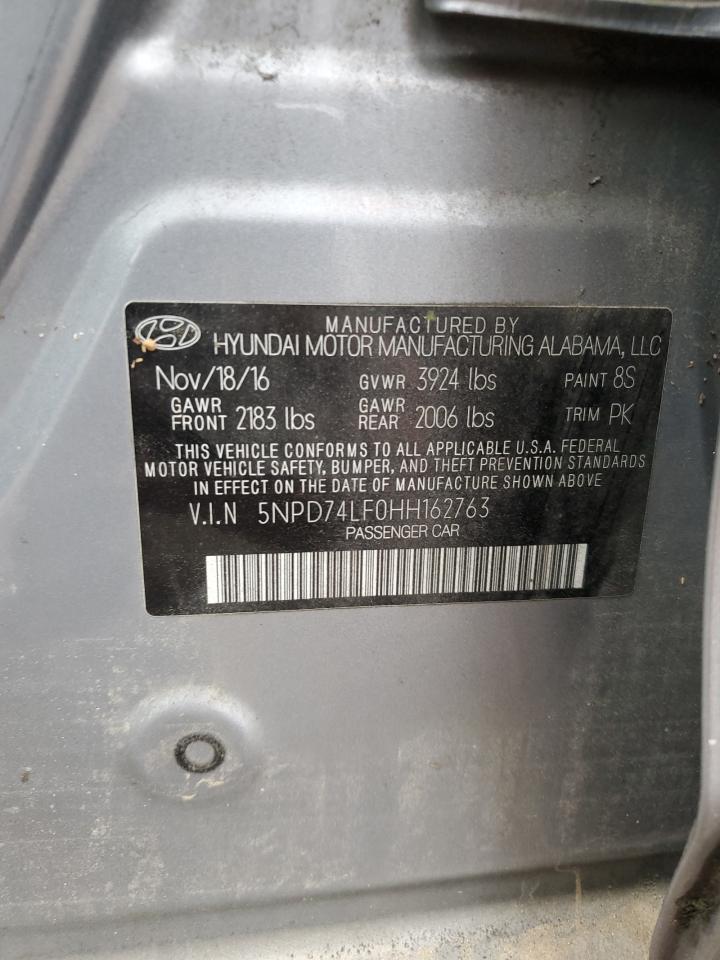 MANUFACTURED BY
HYUNDAI MOTOR MANUFACTURING ALABAMA, LLC
Nov/18/16 GVWR 3924 lbs PAINT 8S
GAWR FRONT 2183 lbs GAWR REAR 2006 lbs TRIM PK
THIS VEHICLE CONFORMS TO ALL APPLICABLE U.S.A. FEDERAL
MOTOR VEHICLE SAFETY, BUMPER, AND THEFT PREVENTION STANDARDS
IN EFFECT ON THE DATE OF MANUFACTURE SHOWN ABOVE
V.I.N 5NPD74LF0HH162763
PASSENGER CAR